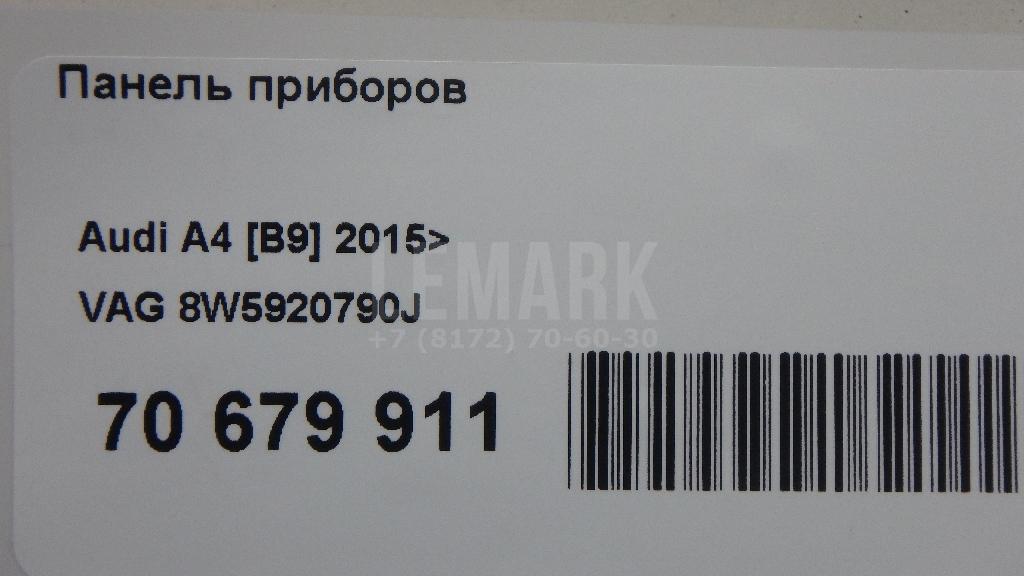 Панель приборов
Audi A4 [B9] 2015>
VAG 8W5920790J
LEMARK
+7 (8172) 70-60-30
70 679 911